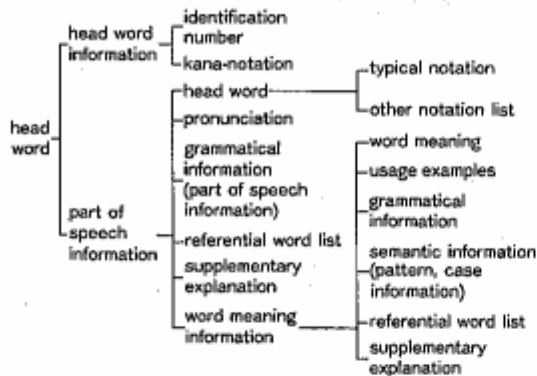 head
word
head word
information
identification
number
kana-notation
part of
speech
information
head word
typical notation
other notation list
pronunciation
grammatical
information
(part of speech
information)
referential word list
supplementary
explanation
word meaning
information
word meaning
usage examples
grammatical
information
semantic information
(pattern, case
information)
referential word list
supplementary
explanation